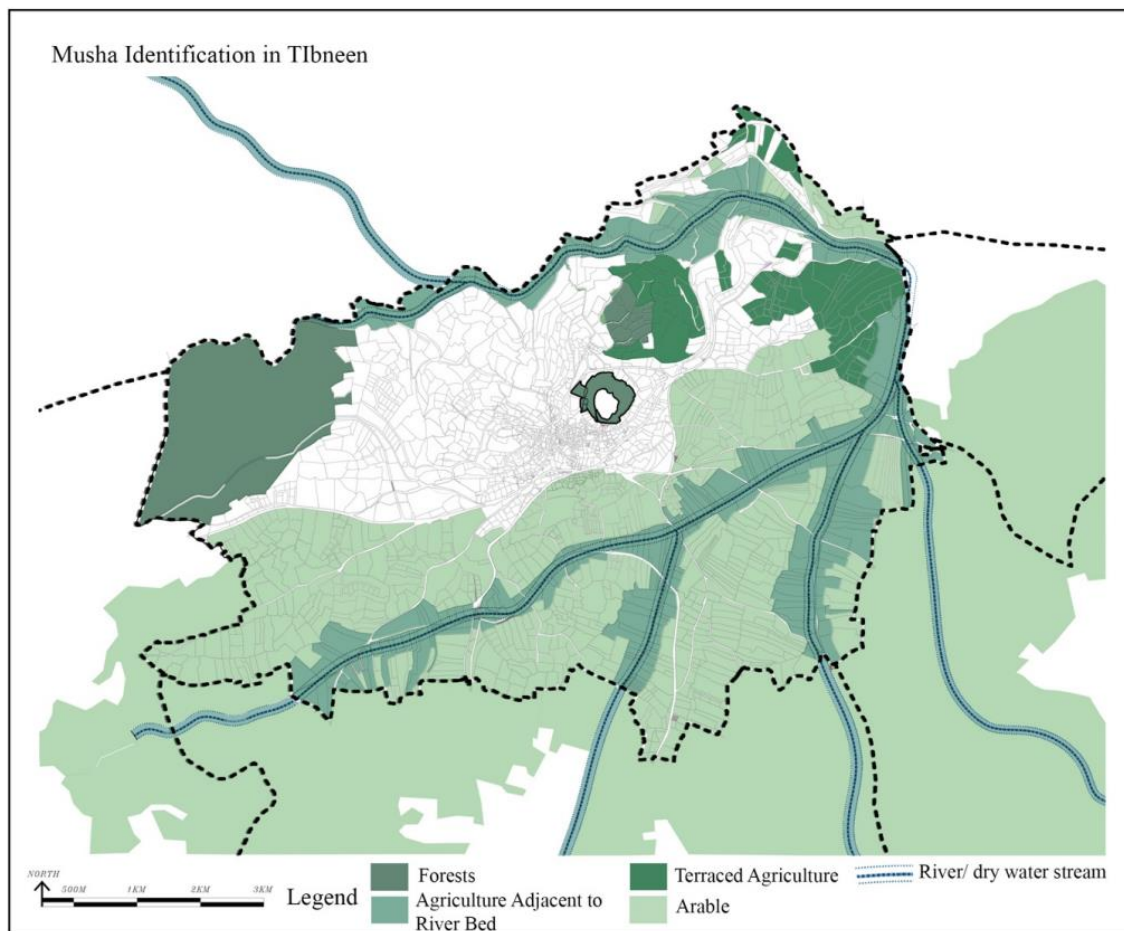 Musha Identification in TIbneen
NORTH
500M 1KM 2KM 3KM
Legend
Forests
Agriculture Adjacent to
River Bed
Terraced Agriculture
Arable
River/ dry water stream